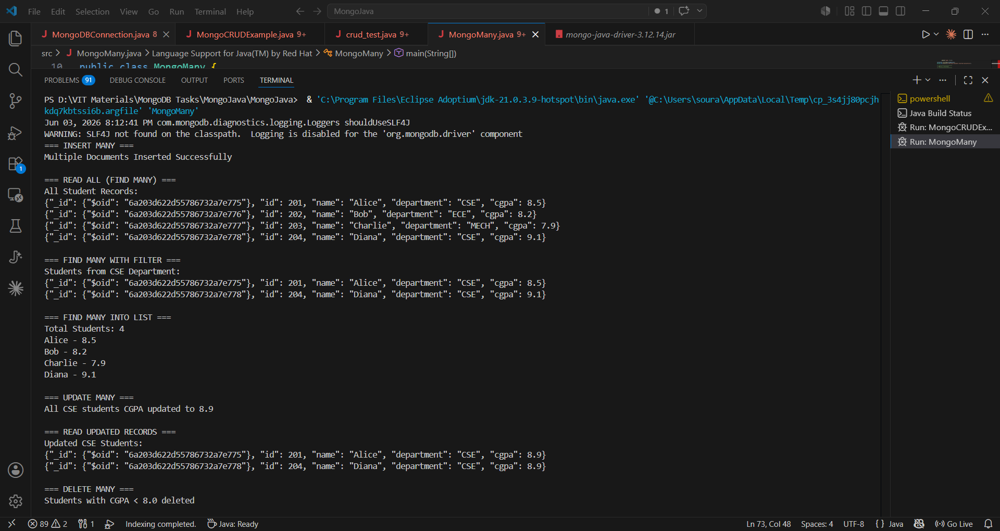 File Edit Selection View Go Run Terminal Help
MongoJava
1
MongoDBConnection.java 8
MongoCRUDExample.java 9+
crud_test.java 9+
MongoMany.java 9+
mongo-java-driver-3.12.14.jar
src > MongoMany.java > Language Support for Java(TM) by Red Hat > MongoMany > main(String[])
10 public class MongoMany {
PROBLEMS 91 DEBUG CONSOLE OUTPUT PORTS TERMINAL
PS D:\VIT Materials\MongoDB Tasks\MongoJava\MongoJava>  & 'C:\Program Files\Eclipse Adoptium\jdk-21.0.3.9-hotspot\bin\java.exe' '@C:\Users\soura\AppData\Local\Temp\cp_3s4jj80pcjh
kdq7kbtssi6b.argfile' 'MongoMany'
Jun 03, 2026 8:12:41 PM com.mongodb.diagnostics.logging.Loggers shouldUseSLF4J
WARNING: SLF4J not found on the classpath.  Logging is disabled for the 'org.mongodb.driver' component
=== INSERT MANY ===
Multiple Documents Inserted Successfully
=== READ ALL (FIND MANY) ===
All Student Records:
{"_id": {"$oid": "6a203d622d55786732a7e775"}, "id": 201, "name": "Alice", "department": "CSE", "cgpa": 8.5}
{"_id": {"$oid": "6a203d622d55786732a7e776"}, "id": 202, "name": "Bob", "department": "ECE", "cgpa": 8.2}
{"_id": {"$oid": "6a203d622d55786732a7e777"}, "id": 203, "name": "Charlie", "department": "MECH", "cgpa": 7.9}
{"_id": {"$oid": "6a203d622d55786732a7e778"}, "id": 204, "name": "Diana", "department": "CSE", "cgpa": 9.1}
=== FIND MANY WITH FILTER ===
Students from CSE Department:
{"_id": {"$oid": "6a203d622d55786732a7e775"}, "id": 201, "name": "Alice", "department": "CSE", "cgpa": 8.5}
{"_id": {"$oid": "6a203d622d55786732a7e778"}, "id": 204, "name": "Diana", "department": "CSE", "cgpa": 9.1}
=== FIND MANY INTO LIST ===
Total Students: 4
Alice - 8.5
Bob - 8.2
Charlie - 7.9
Diana - 9.1
=== UPDATE MANY ===
All CSE students CGPA updated to 8.9
=== READ UPDATED RECORDS ===
Updated CSE Students:
{"_id": {"$oid": "6a203d622d55786732a7e775"}, "id": 201, "name": "Alice", "department": "CSE", "cgpa": 8.9}
{"_id": {"$oid": "6a203d622d55786732a7e778"}, "id": 204, "name": "Diana", "department": "CSE", "cgpa": 8.9}
=== DELETE MANY ===
Students with CGPA < 8.0 deleted
powershell
Java Build Status
Run: MongoCRUDEx...
Run: MongoMany
1
89 2 1 Indexing completed. Java: Ready
Ln 73, Col 48 Spaces: 4 UTF-8 {} Java Go Live